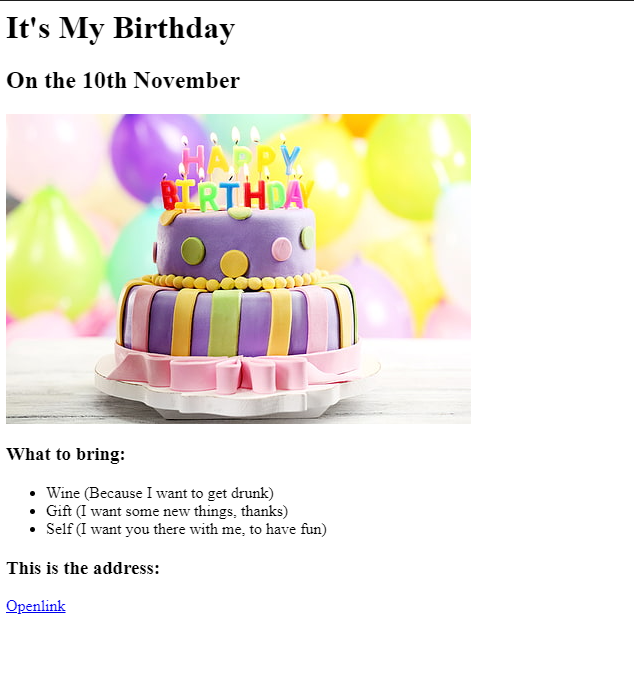 It's My Birthday
On the 10th November
HAPPY
BIRTHDAY
What to bring:
Wine (Because I want to get drunk)
Gift (I want some new things, thanks)
Self (I want you there with me, to have fun)
This is the address:
Openlink